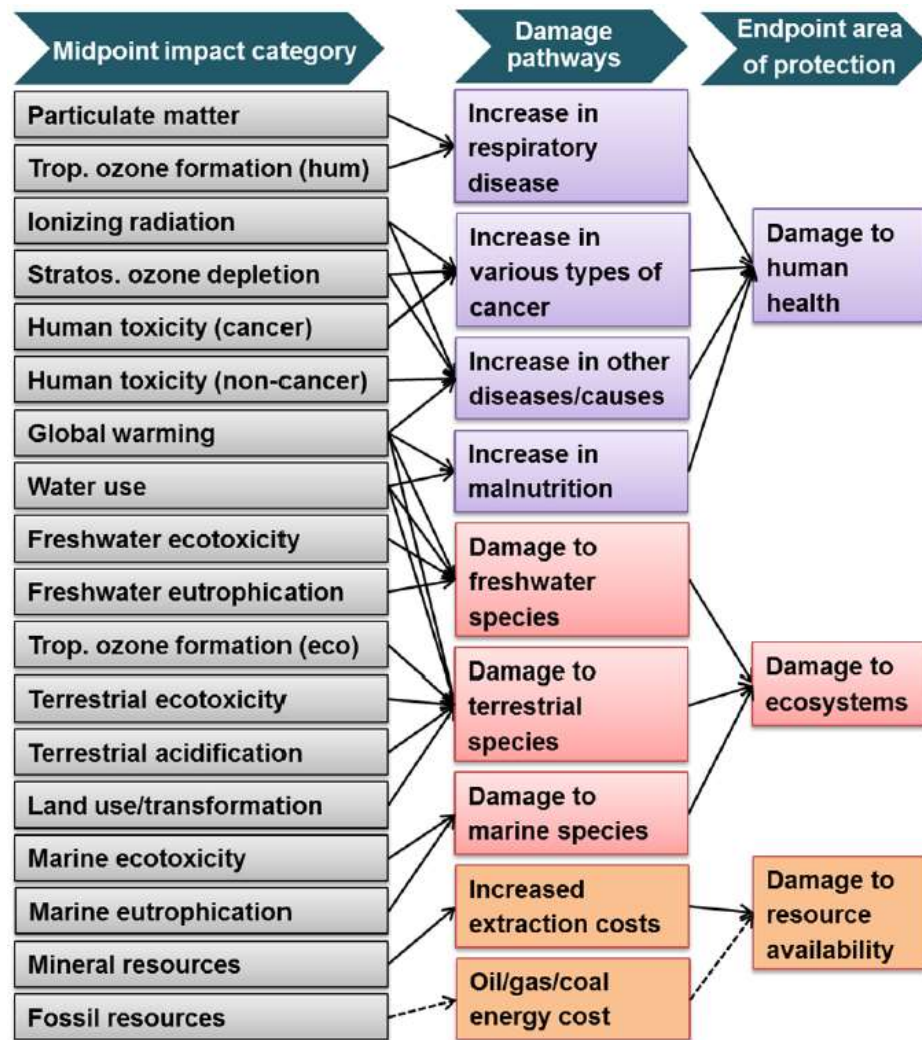 Midpoint impact category
Damage
pathways
Endpoint area
of protection
Particulate matter
Trop. ozone formation (hum)
Ionizing radiation
Stratos. ozone depletion
Human toxicity (cancer)
Human toxicity (non-cancer)
Global warming
Water use
Freshwater ecotoxicity
Freshwater eutrophication
Trop. ozone formation (eco)
Terrestrial ecotoxicity
Terrestrial acidification
Land use/transformation
Marine ecotoxicity
Marine eutrophication
Mineral resources
Fossil resources
Increase in
respiratory
disease
Increase in
various types of
cancer
Increase in other
diseases/causes
Increase in
malnutrition
Damage to
freshwater
species
Damage to
terrestrial
species
Damage to
marine species
Increased
extraction costs
Oil/gas/coal
energy cost
Damage to
human
health
Damage to
ecosystems
Damage to
resource
availability